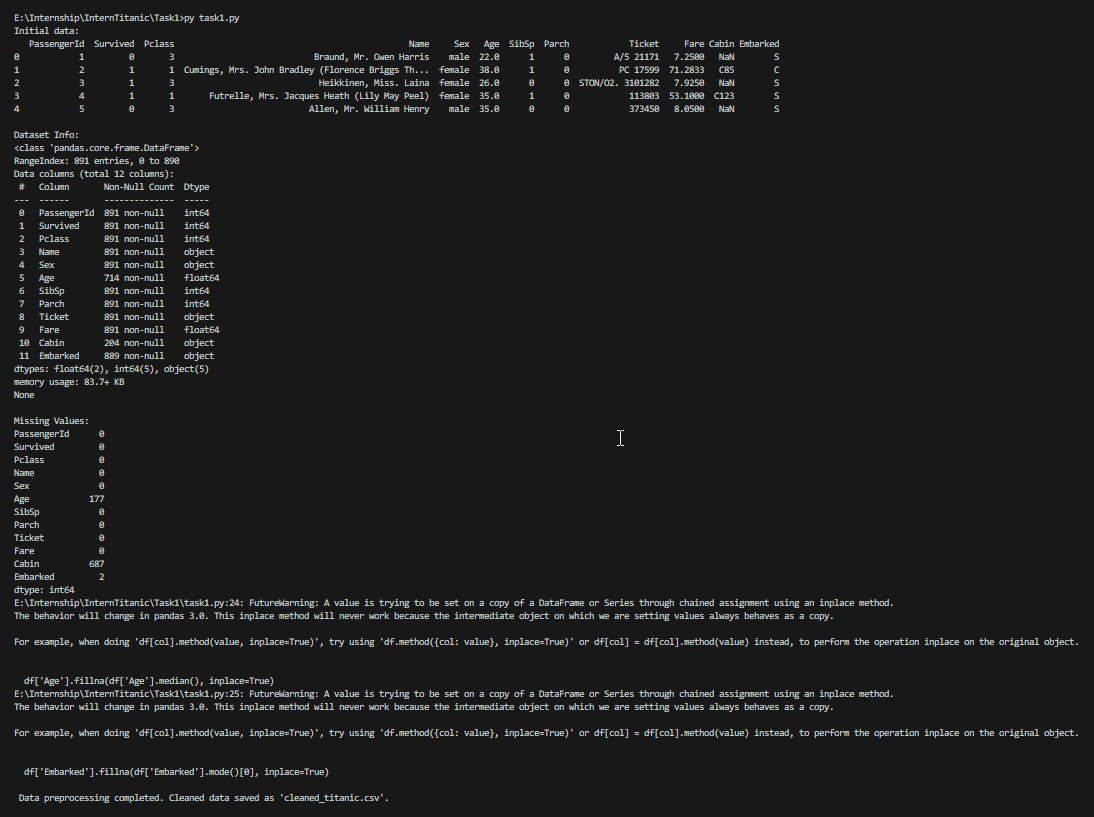 E:\Internship\InternTitanic\Task1>py task1.py
Initial data:
   PassengerId  Survived  Pclass                                               Name     Sex   Age  SibSp  Parch            Ticket     Fare Cabin Embarked
0            1         0       3                            Braund, Mr. Owen Harris    male  22.0      1      0         A/5 21171   7.2500   NaN        S
1            2         1       1  Cumings, Mrs. John Bradley (Florence Briggs Th...  female  38.0      1      0          PC 17599  71.2833   C85        C
2            3         1       3                             Heikkinen, Miss. Laina  female  26.0      0      0  STON/O2. 3101282   7.9250   NaN        S
3            4         1       1       Futrelle, Mrs. Jacques Heath (Lily May Peel)  female  35.0      1      0            113803  53.1000  C123        S
4            5         0       3                           Allen, Mr. William Henry    male  35.0      0      0            373450   8.0500   NaN        S
Dataset Info:
<class 'pandas.core.frame.DataFrame'>
RangeIndex: 891 entries, 0 to 890
Data columns (total 12 columns):
 #   Column       Non-Null Count  Dtype
---  ------       --------------  -----
 0   PassengerId  891 non-null    int64
 1   Survived     891 non-null    int64
 2   Pclass       891 non-null    int64
 3   Name         891 non-null    object
 4   Sex          891 non-null    object
 5   Age          714 non-null    float64
 6   SibSp        891 non-null    int64
 7   Parch        891 non-null    int64
 8   Ticket       891 non-null    object
 9   Fare         891 non-null    float64
 10  Cabin        204 non-null    object
 11  Embarked     889 non-null    object
dtypes: float64(2), int64(5), object(5)
memory usage: 83.7+ KB
None
Missing Values:
PassengerId      0
Survived         0
Pclass           0
Name             0
Sex              0
Age            177
SibSp            0
Parch            0
Ticket           0
Fare             0
Cabin          687
Embarked         2
dtype: int64
E:\Internship\InternTitanic\Task1\task1.py:24: FutureWarning: A value is trying to be set on a copy of a DataFrame or Series through chained assignment using an inplace method.
The behavior will change in pandas 3.0. This inplace method will never work because the intermediate object on which we are setting values always behaves as a copy.
For example, when doing 'df[col].method(value, inplace=True)', try using 'df.method({col: value}, inplace=True)' or df[col] = df[col].method(value) instead, to perform the operation inplace on the original object.
  df['Age'].fillna(df['Age'].median(), inplace=True)
E:\Internship\InternTitanic\Task1\task1.py:25: FutureWarning: A value is trying to be set on a copy of a DataFrame or Series through chained assignment using an inplace method.
The behavior will change in pandas 3.0. This inplace method will never work because the intermediate object on which we are setting values always behaves as a copy.
For example, when doing 'df[col].method(value, inplace=True)', try using 'df.method({col: value}, inplace=True)' or df[col] = df[col].method(value) instead, to perform the operation inplace on the original object.
  df['Embarked'].fillna(df['Embarked'].mode()[0], inplace=True)
 Data preprocessing completed. Cleaned data saved as 'cleaned_titanic.csv'.